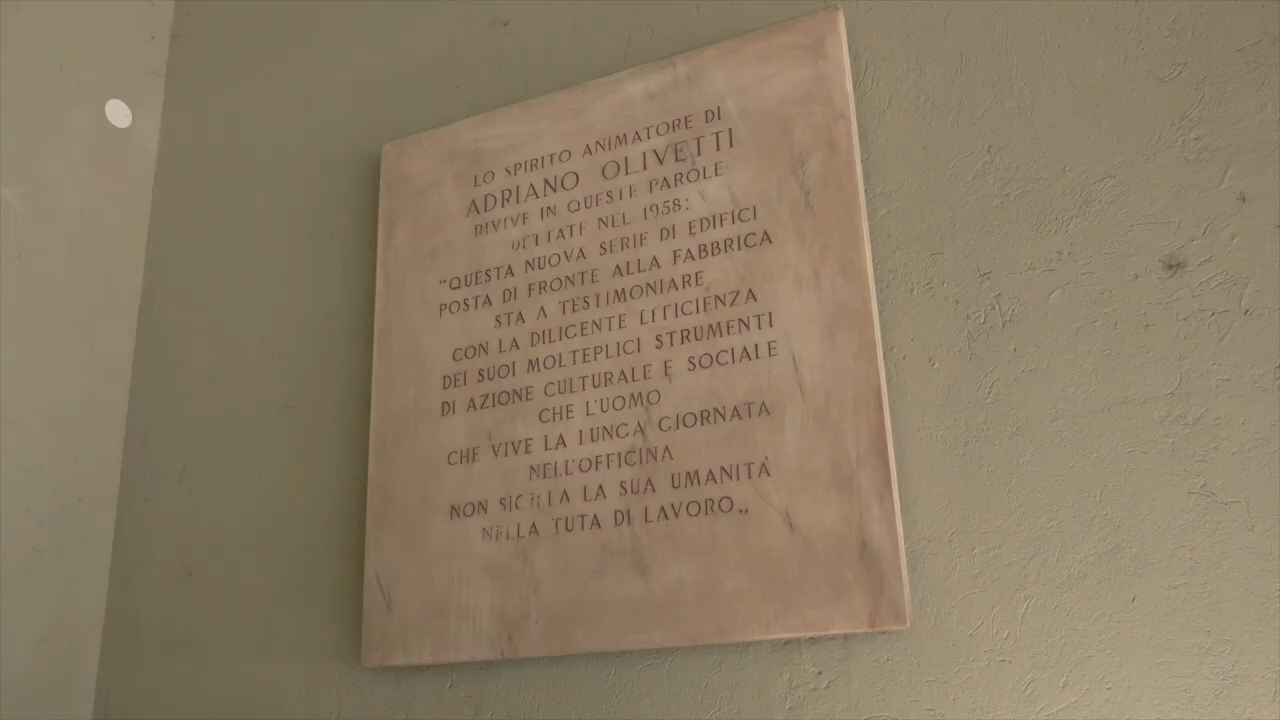 LO SPIRITO ANIMATORE DI
ADRIANO OLIVETTI
RIVIVE IN QUESTE PAROLE
DETTATE NEL 1958:
"QUESTA NUOVA SERIE DI EDIFICI
POSTA DI FRONTE ALLA FABBRICA
STA A TESTIMONIARE
CON LA DILIGENTE EFFICIENZA
DEI SUOI MOLTEPLICI STRUMENTI
DI AZIONE CULTURALE E SOCIALE
CHE L'UOMO
CHE VIVE LA LUNGA GIORNATA
NELL'OFFICINA
NON SIGILLA LA SUA UMANITÀ
NELLA TUTA DI LAVORO„